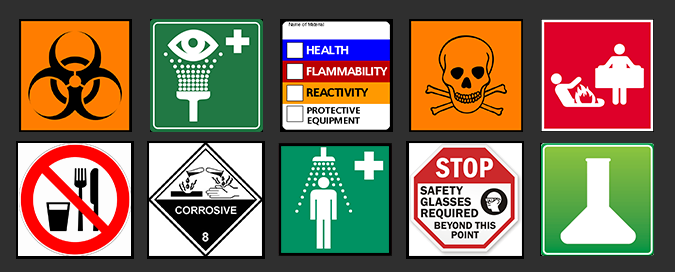 Name of Material
HEALTH
FLAMMABILITY
REACTIVITY
PROTECTIVE
EQUIPMENT
CORROSIVE
8
STOP
SAFETY
GLASSES
REQUIRED
BEYOND THIS
POINT